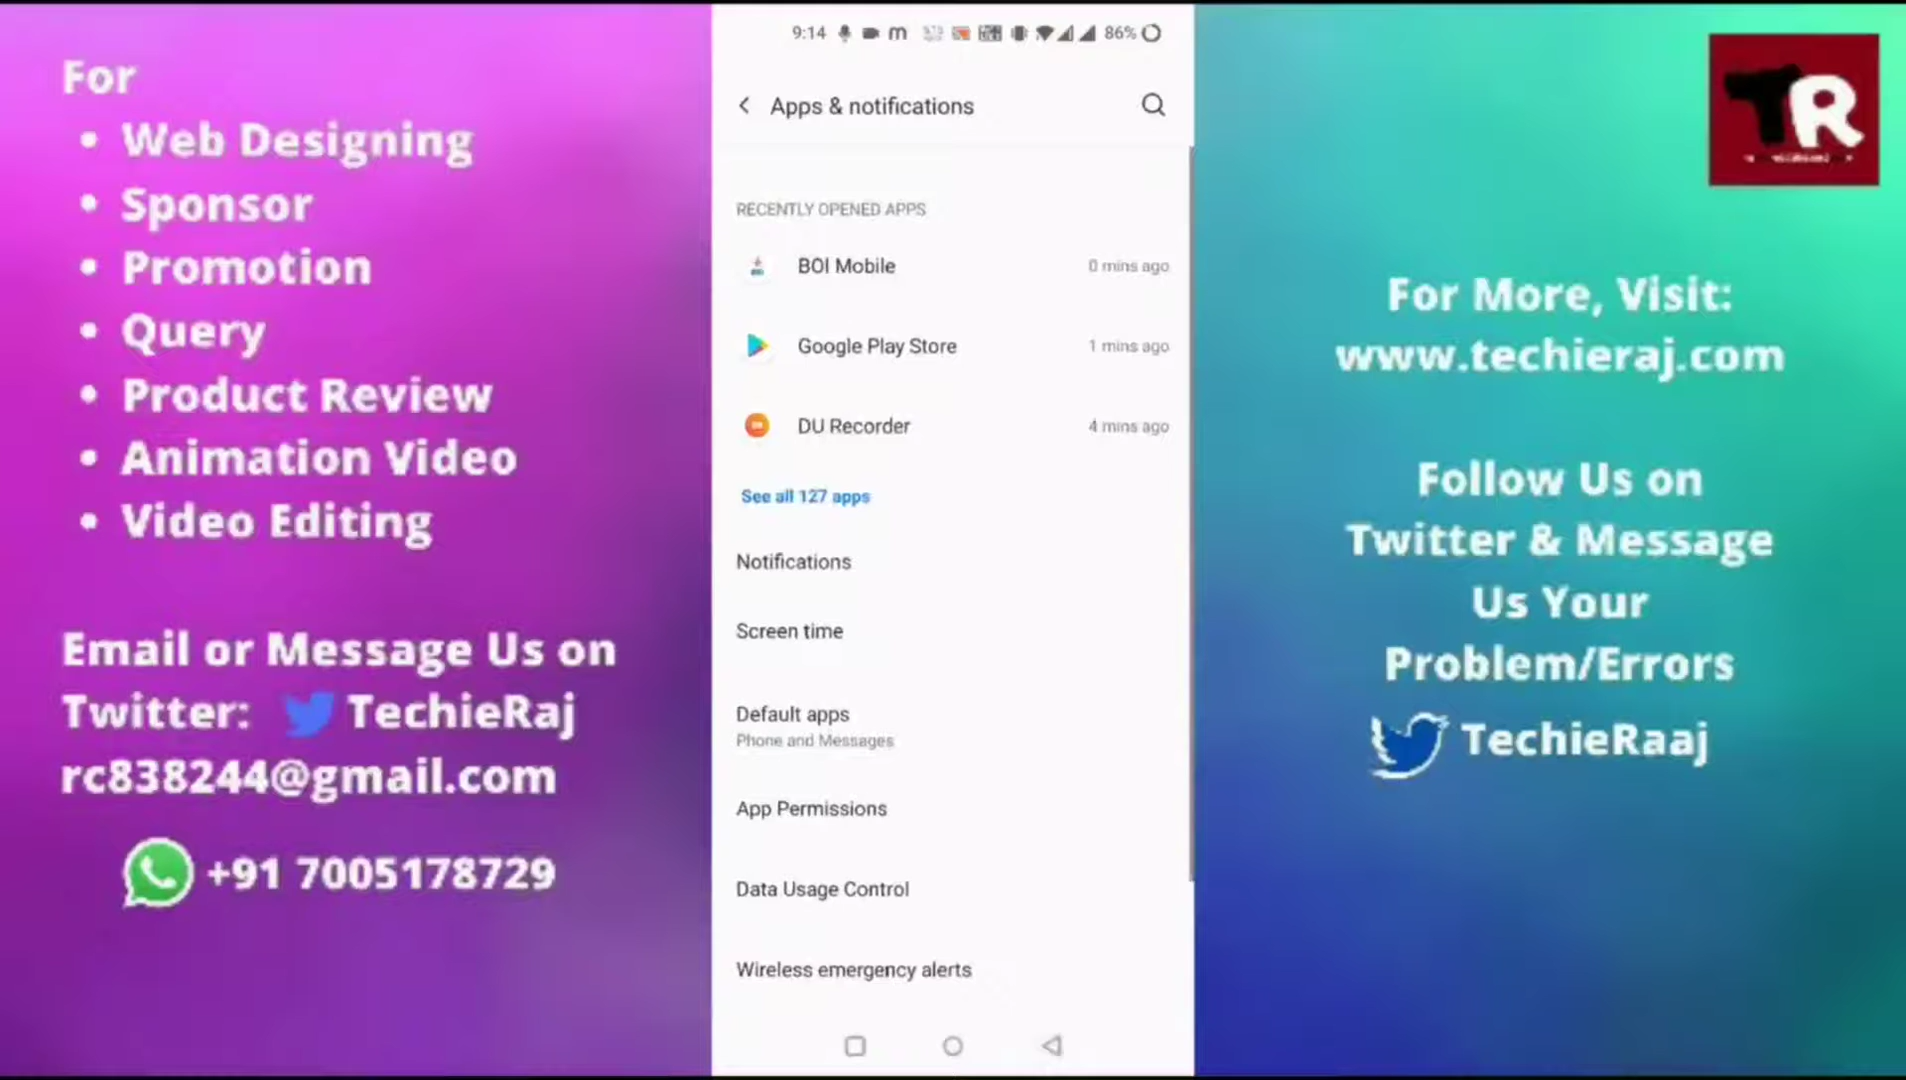 For
• Web Designing
• Sponsor
• Promotion
• Query
• Product Review
• Animation Video
• Video Editing
Email or Message Us on
Twitter: TechieRaj
rc838244@gmail.com
+91 7005178729
9:14 m 86%
Apps & notifications
RECENTLY OPENED APPS
BOI Mobile 0 mins ago
Google Play Store 1 mins ago
DU Recorder 4 mins ago
See all 127 apps
Notifications
Screen time
Default apps
Phone and Messages
App Permissions
Data Usage Control
Wireless emergency alerts
TR
For More, Visit:
www.techieraj.com
Follow Us on
Twitter & Message
Us Your
Problem/Errors
TechieRaaj